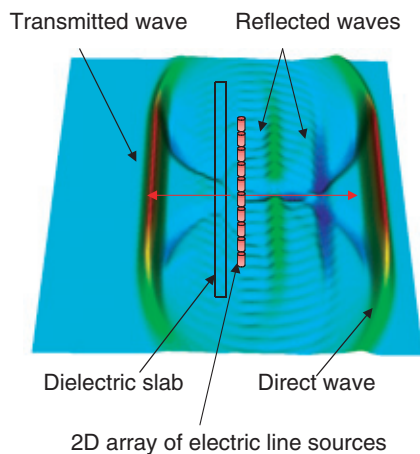 Transmitted wave
Reflected waves
Dielectric slab
Direct wave
2D array of electric line sources